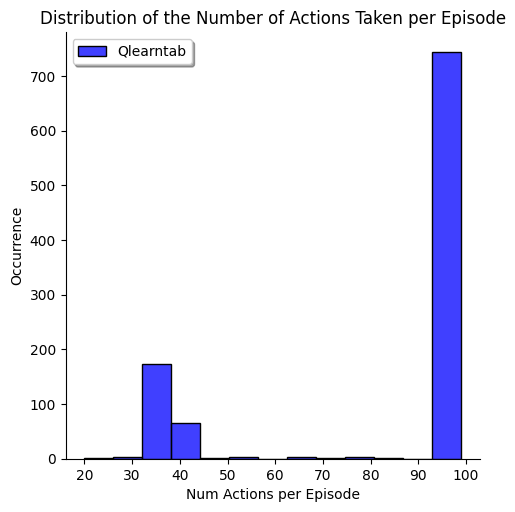 Distribution of the Number of Actions Taken per Episode
Qlearntab
Occurrence
700
600
500
400
300
200
100
0
20 30 40 50 60 70 80 90 100
Num Actions per Episode